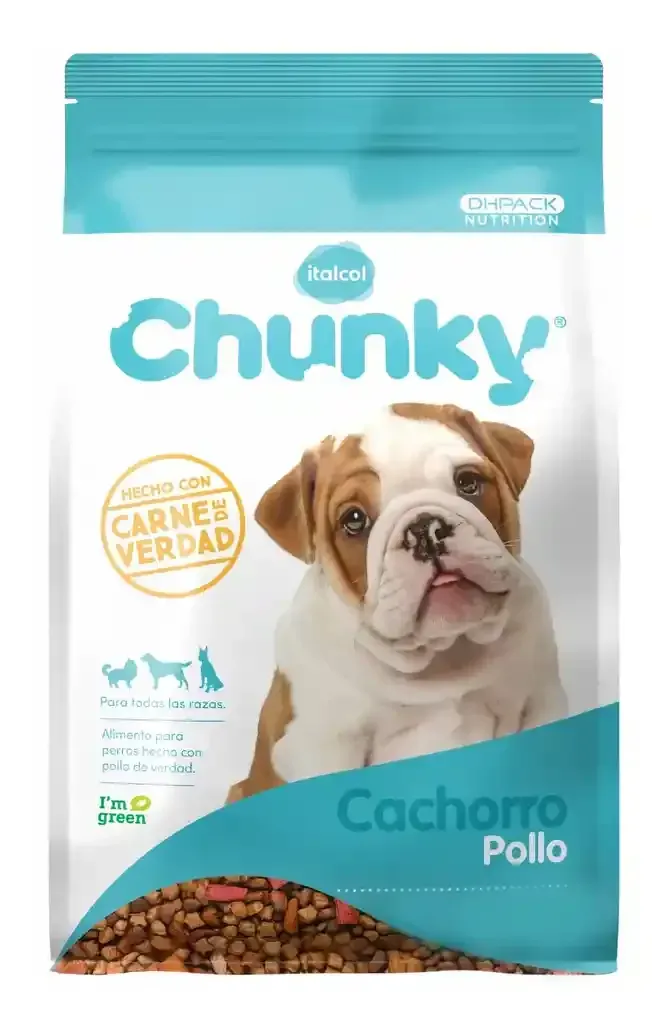 DHPACK
NUTRITION
italcol
Chunky®
HECHO CON
CARNE DE
VERDAD
Para todas las razas.
Alimento para
perros hecho con
pollo de verdad.
I'm
green
Cachorro
Pollo